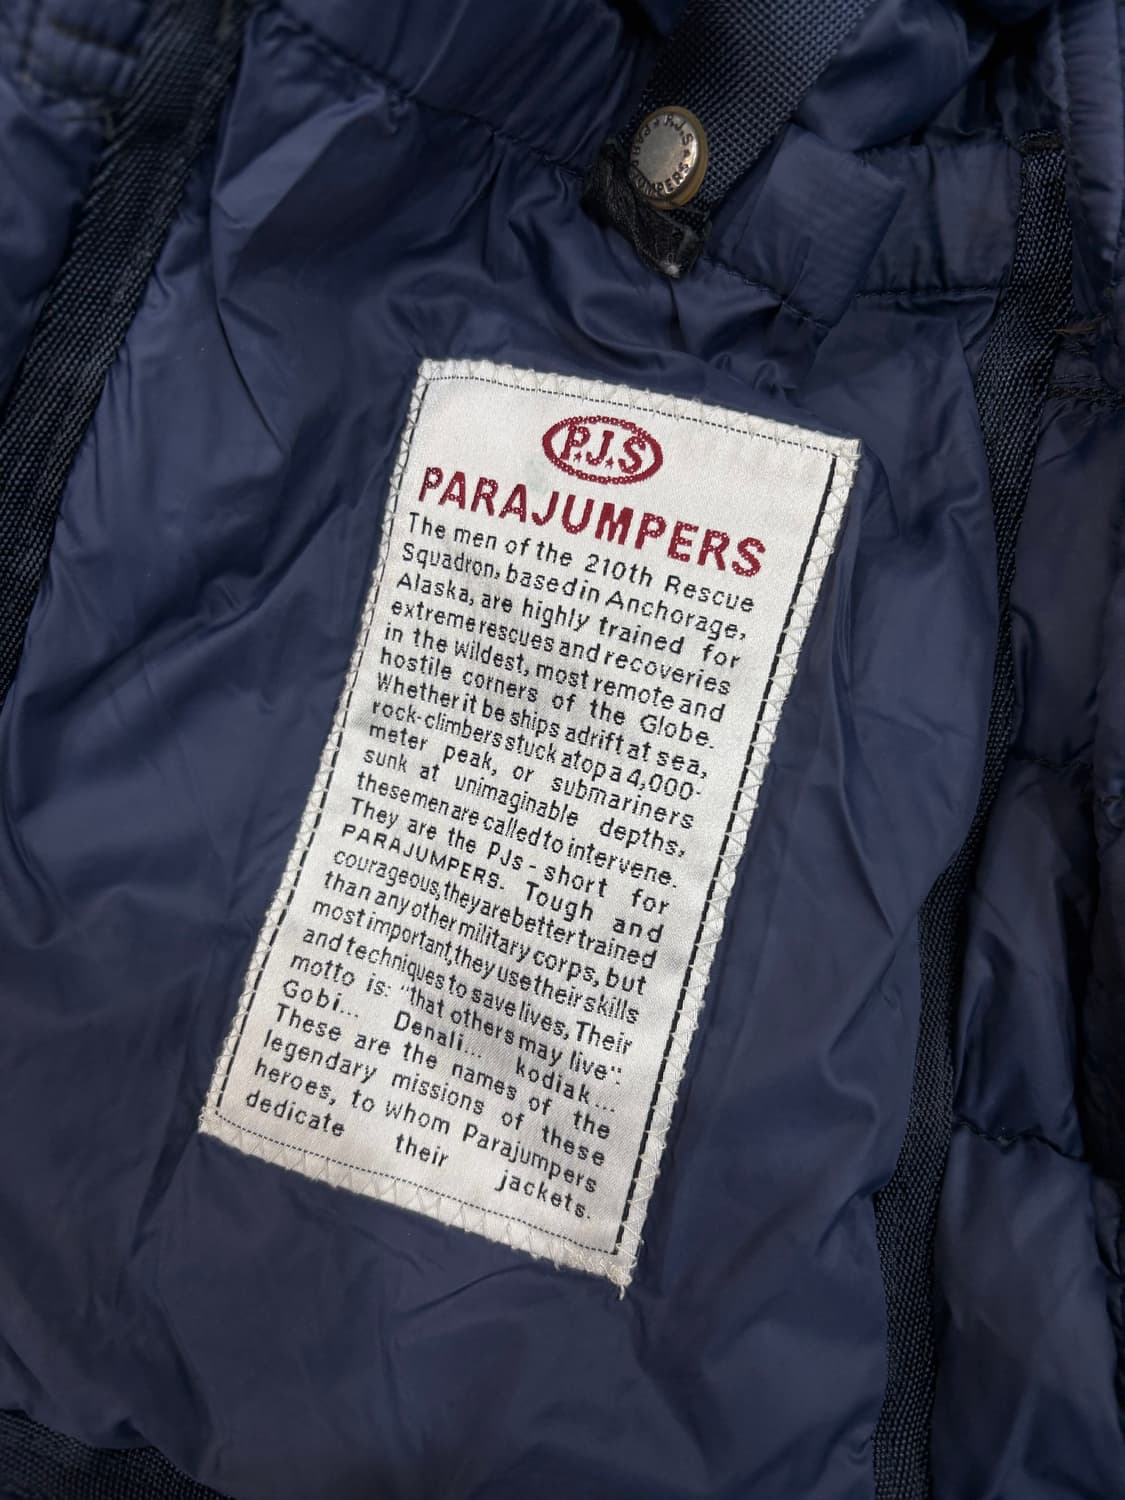 PARAJUMPERS ★ P.J.S ★
P.J.S
PARAJUMPERS
The men of the 210th Rescue
Squadron, based in Anchorage,
Alaska, are highly trained for
extreme rescues and recoveries
in the wildest, most remote and
hostile corners of the Globe.
Whether it be ships adrift at sea,
rock-climbers stuck atop a 4,000-
meter peak, or submariners
sunk at unimaginable depths,
these men are called to intervene.
They are the PJs - short for
PARAJUMPERS. Tough and
courageous, they are better trained
than any other military corps, but
most important, they use their skills
and techniques to save lives, Their
motto is: "that others may live".
Gobi... Denali... kodiak...
These are the names of the
legendary missions of these
heroes, to whom Parajumpers
dedicate their jackets.